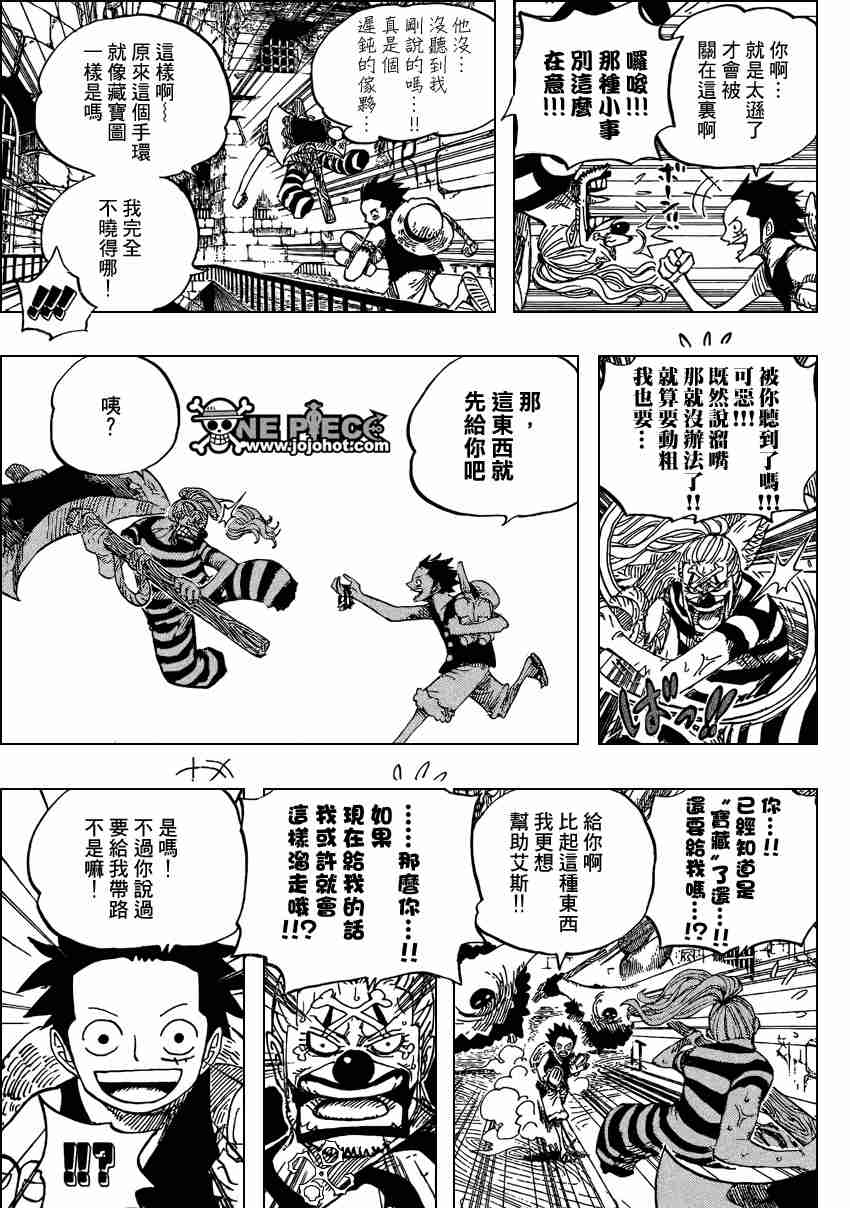 你啊…
就是太遜了
才會被
關在這裏啊
囉唆!!!
那種小事
別這麼
在意!!!
ボーン!!
他沒…
沒聽到我
剛說的嗎…!!
真是個
遲鈍的傢夥…
這樣啊~
原來這個手環
就像藏寶圖
一樣是嗎
我完全
不曉得哪!
!!!!
被你聽到了嗎!!!
可惡!!!
既然說溜嘴
那就沒辦法了!!
就算要動粗
我也要…
ばっ!!
那,
這東西就
先給你吧
咦?
ONE PIECE
www.jojohot.com
你…!!
已經知道是
“寶藏”了還…!!
還要給我嗎…!?
給你啊
比起這種東西
我更想
幫助艾斯!!
……那麼你…!!
如果
現在給我的話
我或許就會
這樣溜走哦!!?
是嗎!
不過你說過
要給我帶路
不是嘛!
!!?